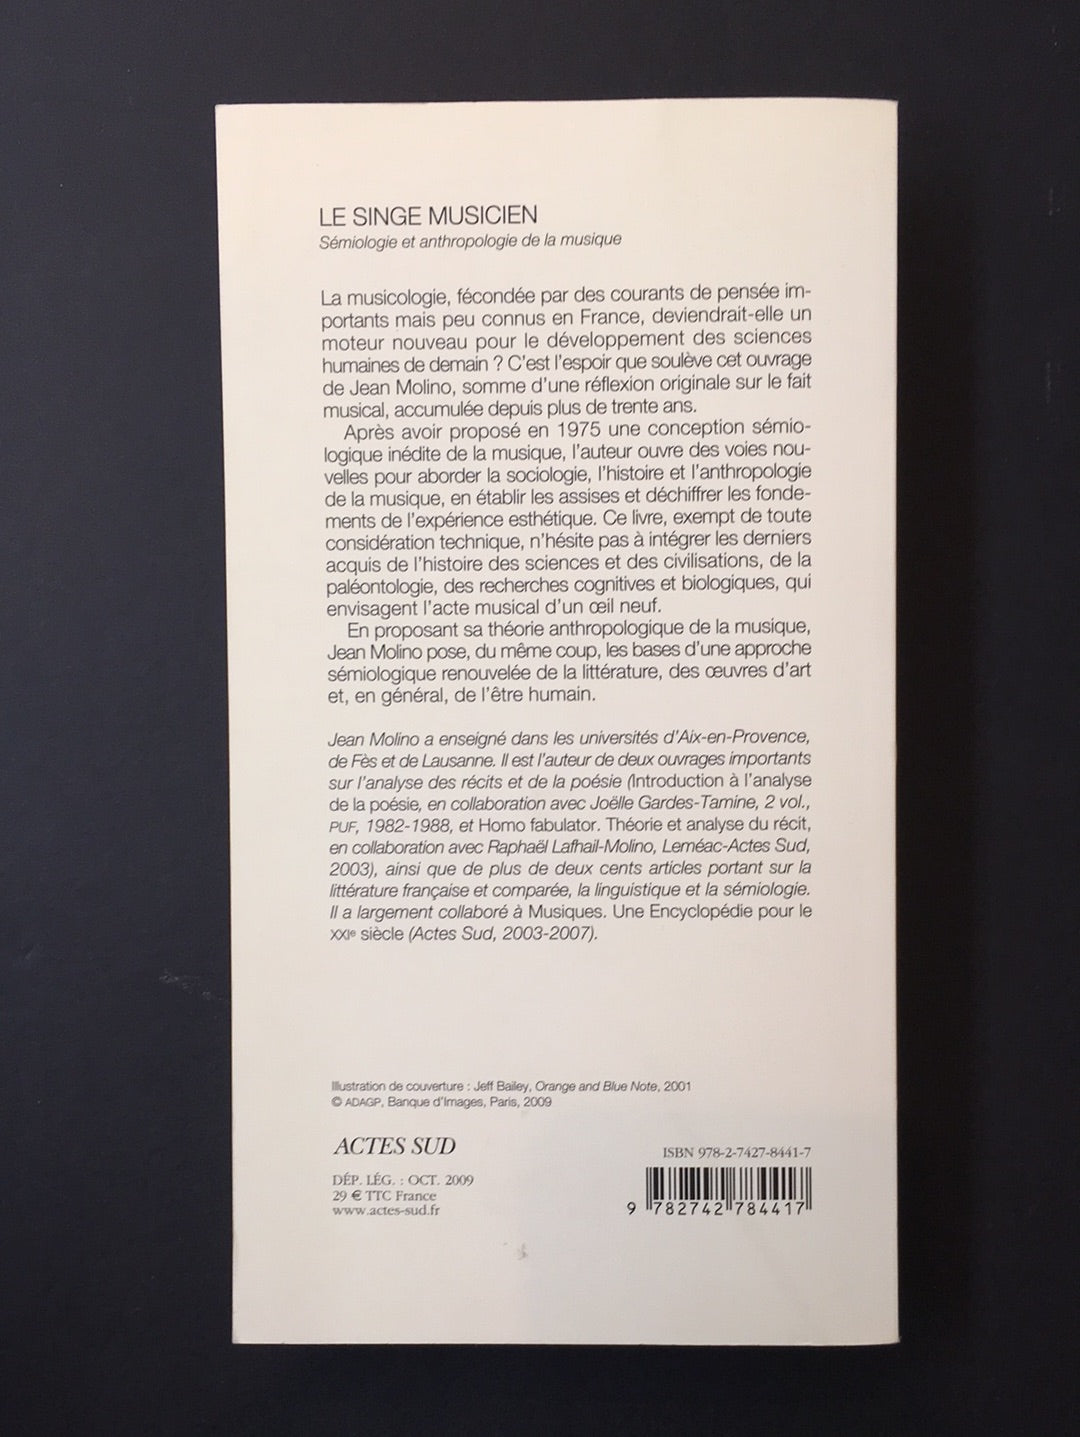 LE SINGE MUSICIEN
Sémiologie et anthropologie de la musique
La musicologie, fécondée par des courants de pensée im-
portants mais peu connus en France, deviendrait-elle un
moteur nouveau pour le développement des sciences
humaines de demain ? C'est l'espoir que soulève cet ouvrage
de Jean Molino, somme d'une réflexion originale sur le fait
musical, accumulée depuis plus de trente ans.
Après avoir proposé en 1975 une conception sémio-
logique inédite de la musique, l'auteur ouvre des voies nou-
velles pour aborder la sociologie, l'histoire et l'anthropologie
de la musique, en établir les assises et déchiffrer les fonde-
ments de l'expérience esthétique. Ce livre, exempt de toute
considération technique, n'hésite pas à intégrer les derniers
acquis de l'histoire des sciences et des civilisations, de la
paléontologie, des recherches cognitives et biologiques, qui
envisagent l'acte musical d'un œil neuf.
En proposant sa théorie anthropologique de la musique,
Jean Molino pose, du même coup, les bases d'une approche
sémiologique renouvelée de la littérature, des œuvres d'art
et, en général, de l'être humain.
Jean Molino a enseigné dans les universités d'Aix-en-Provence,
de Fès et de Lausanne. Il est l'auteur de deux ouvrages importants
sur l'analyse des récits et de la poésie (Introduction à l'analyse
de la poésie, en collaboration avec Joëlle Gardes-Tamine, 2 vol.,
PUF, 1982-1988, et Homo fabulator. Théorie et analyse du récit,
en collaboration avec Raphaël Lafhail-Molino, Leméac-Actes Sud,
2003), ainsi que de plus de deux cents articles portant sur la
littérature française et comparée, la linguistique et la sémiologie.
Il a largement collaboré à Musiques. Une Encyclopédie pour le
XXIe siècle (Actes Sud, 2003-2007).
Illustration de couverture : Jeff Bailey, Orange and Blue Note, 2001
© ADAGP, Banque d'Images, Paris, 2009
ACTES SUD
DÉP. LÉG. : OCT. 2009
29 € TTC France
www.actes-sud.fr
ISBN 978-2-7427-8441-7
9 782742 784417